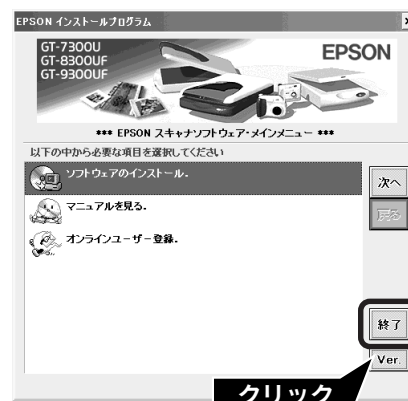 EPSON インストールプログラム
GT-7300U
GT-8300UF
GT-9300UF
EPSON
*** EPSON スキャナソフトウェア・メインメニュー ***
以下の中から必要な項目を選択してください
ソフトウェアのインストール.
マニュアルを見る.
オンラインユーザー登録.
次へ
戻る
終了
Ver.
クリック